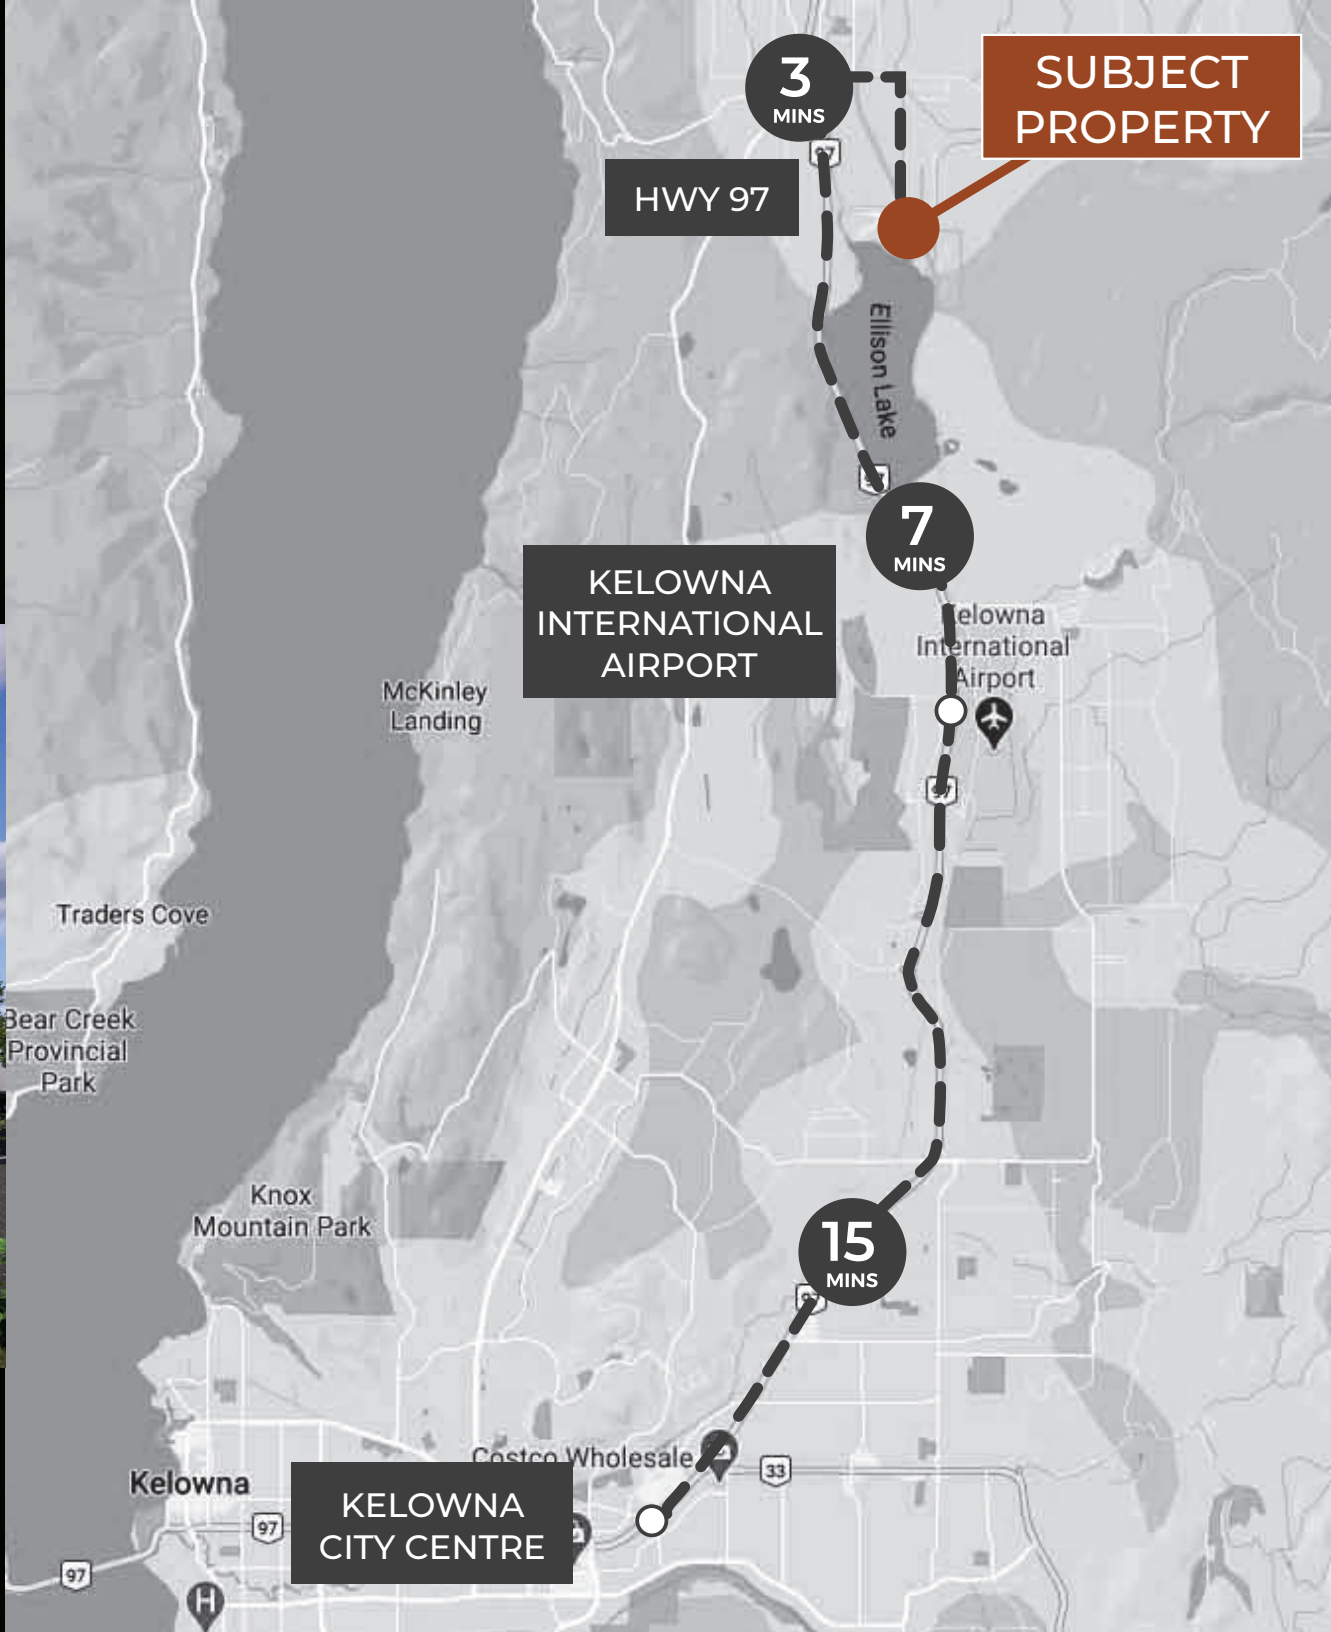 3
MINS
SUBJECT
PROPERTY
97
HWY 97
Ellison Lake
97
7
MINS
KELOWNA
INTERNATIONAL
AIRPORT
Kelowna
International
Airport
McKinley
Landing
97
Traders Cove
Bear Creek
Provincial
Park
Knox
Mountain Park
15
MINS
97
Costco Wholesale
33
Kelowna
KELOWNA
CITY CENTRE
97
97
H